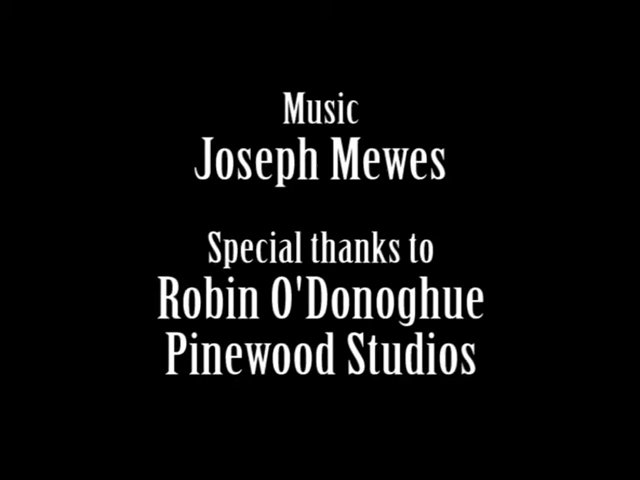 Music
Joseph Mewes
Special thanks to
Robin O'Donoghue
Pinewood Studios